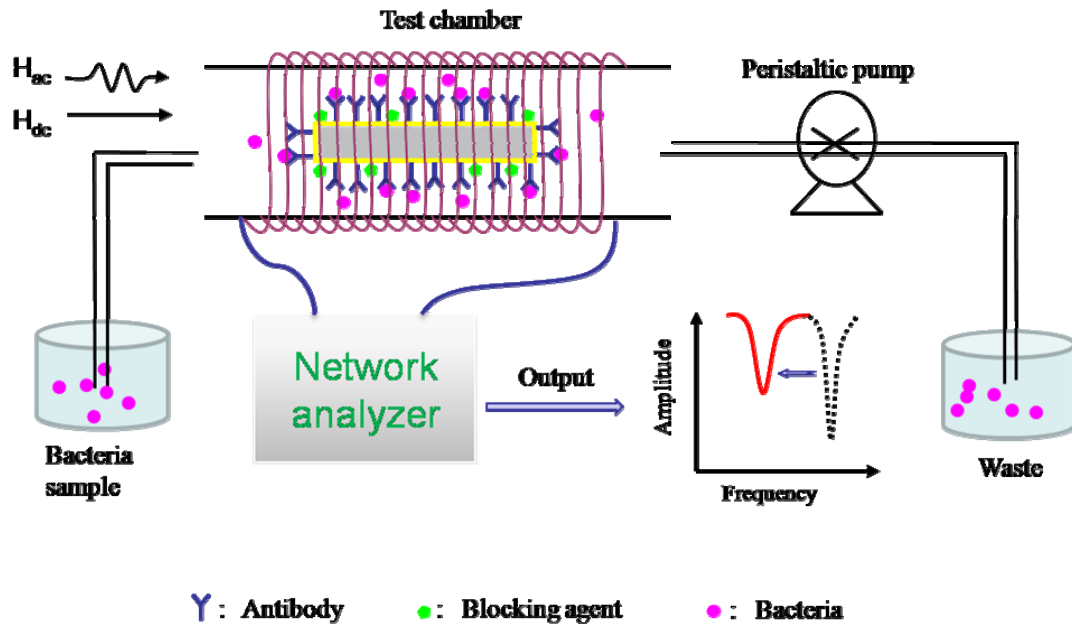 Test chamber
H_ac
H_dc
Peristaltic pump
Network
analyzer
Output
Amplitude
Frequency
Bacteria
sample
Waste
: Antibody
: Blocking agent
: Bacteria